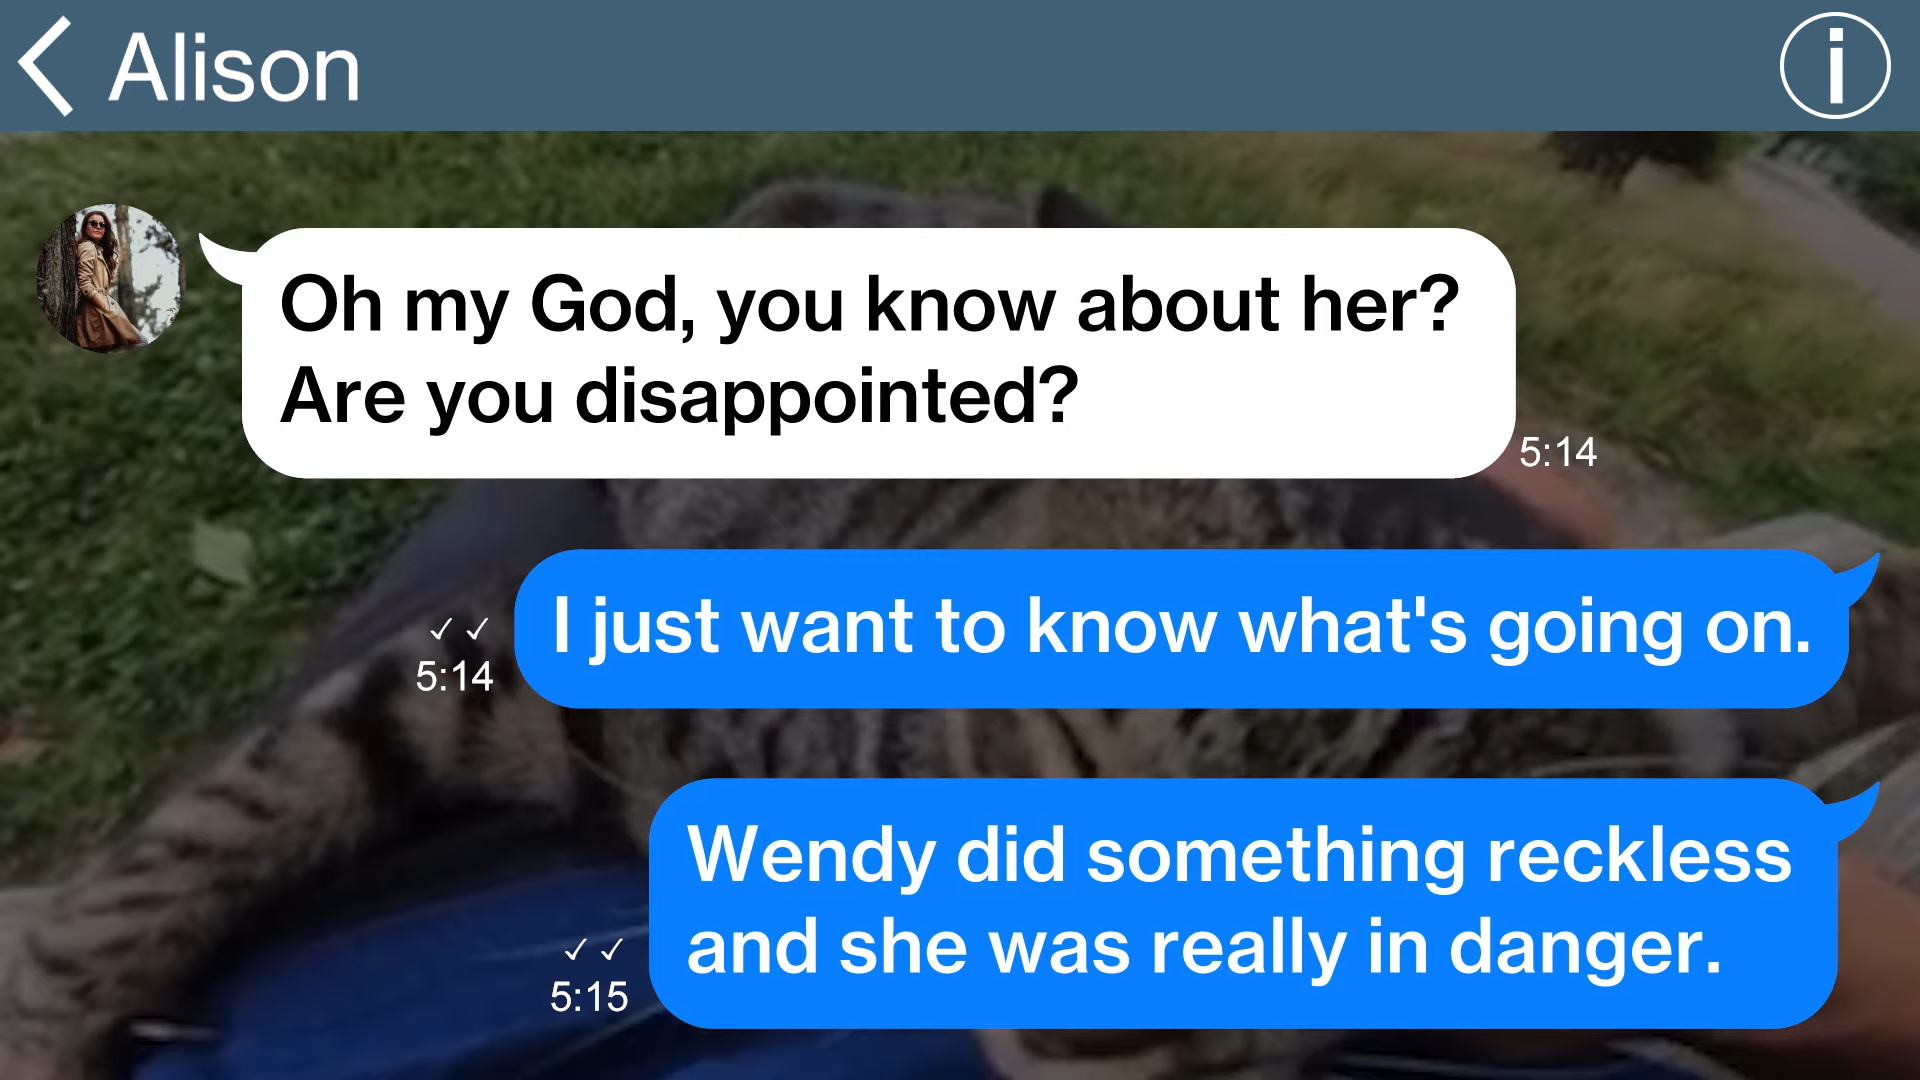 Alison
Oh my God, you know about her?
Are you disappointed?
5:14
I just want to know what's going on.
5:14
Wendy did something reckless
and she was really in danger.
5:15